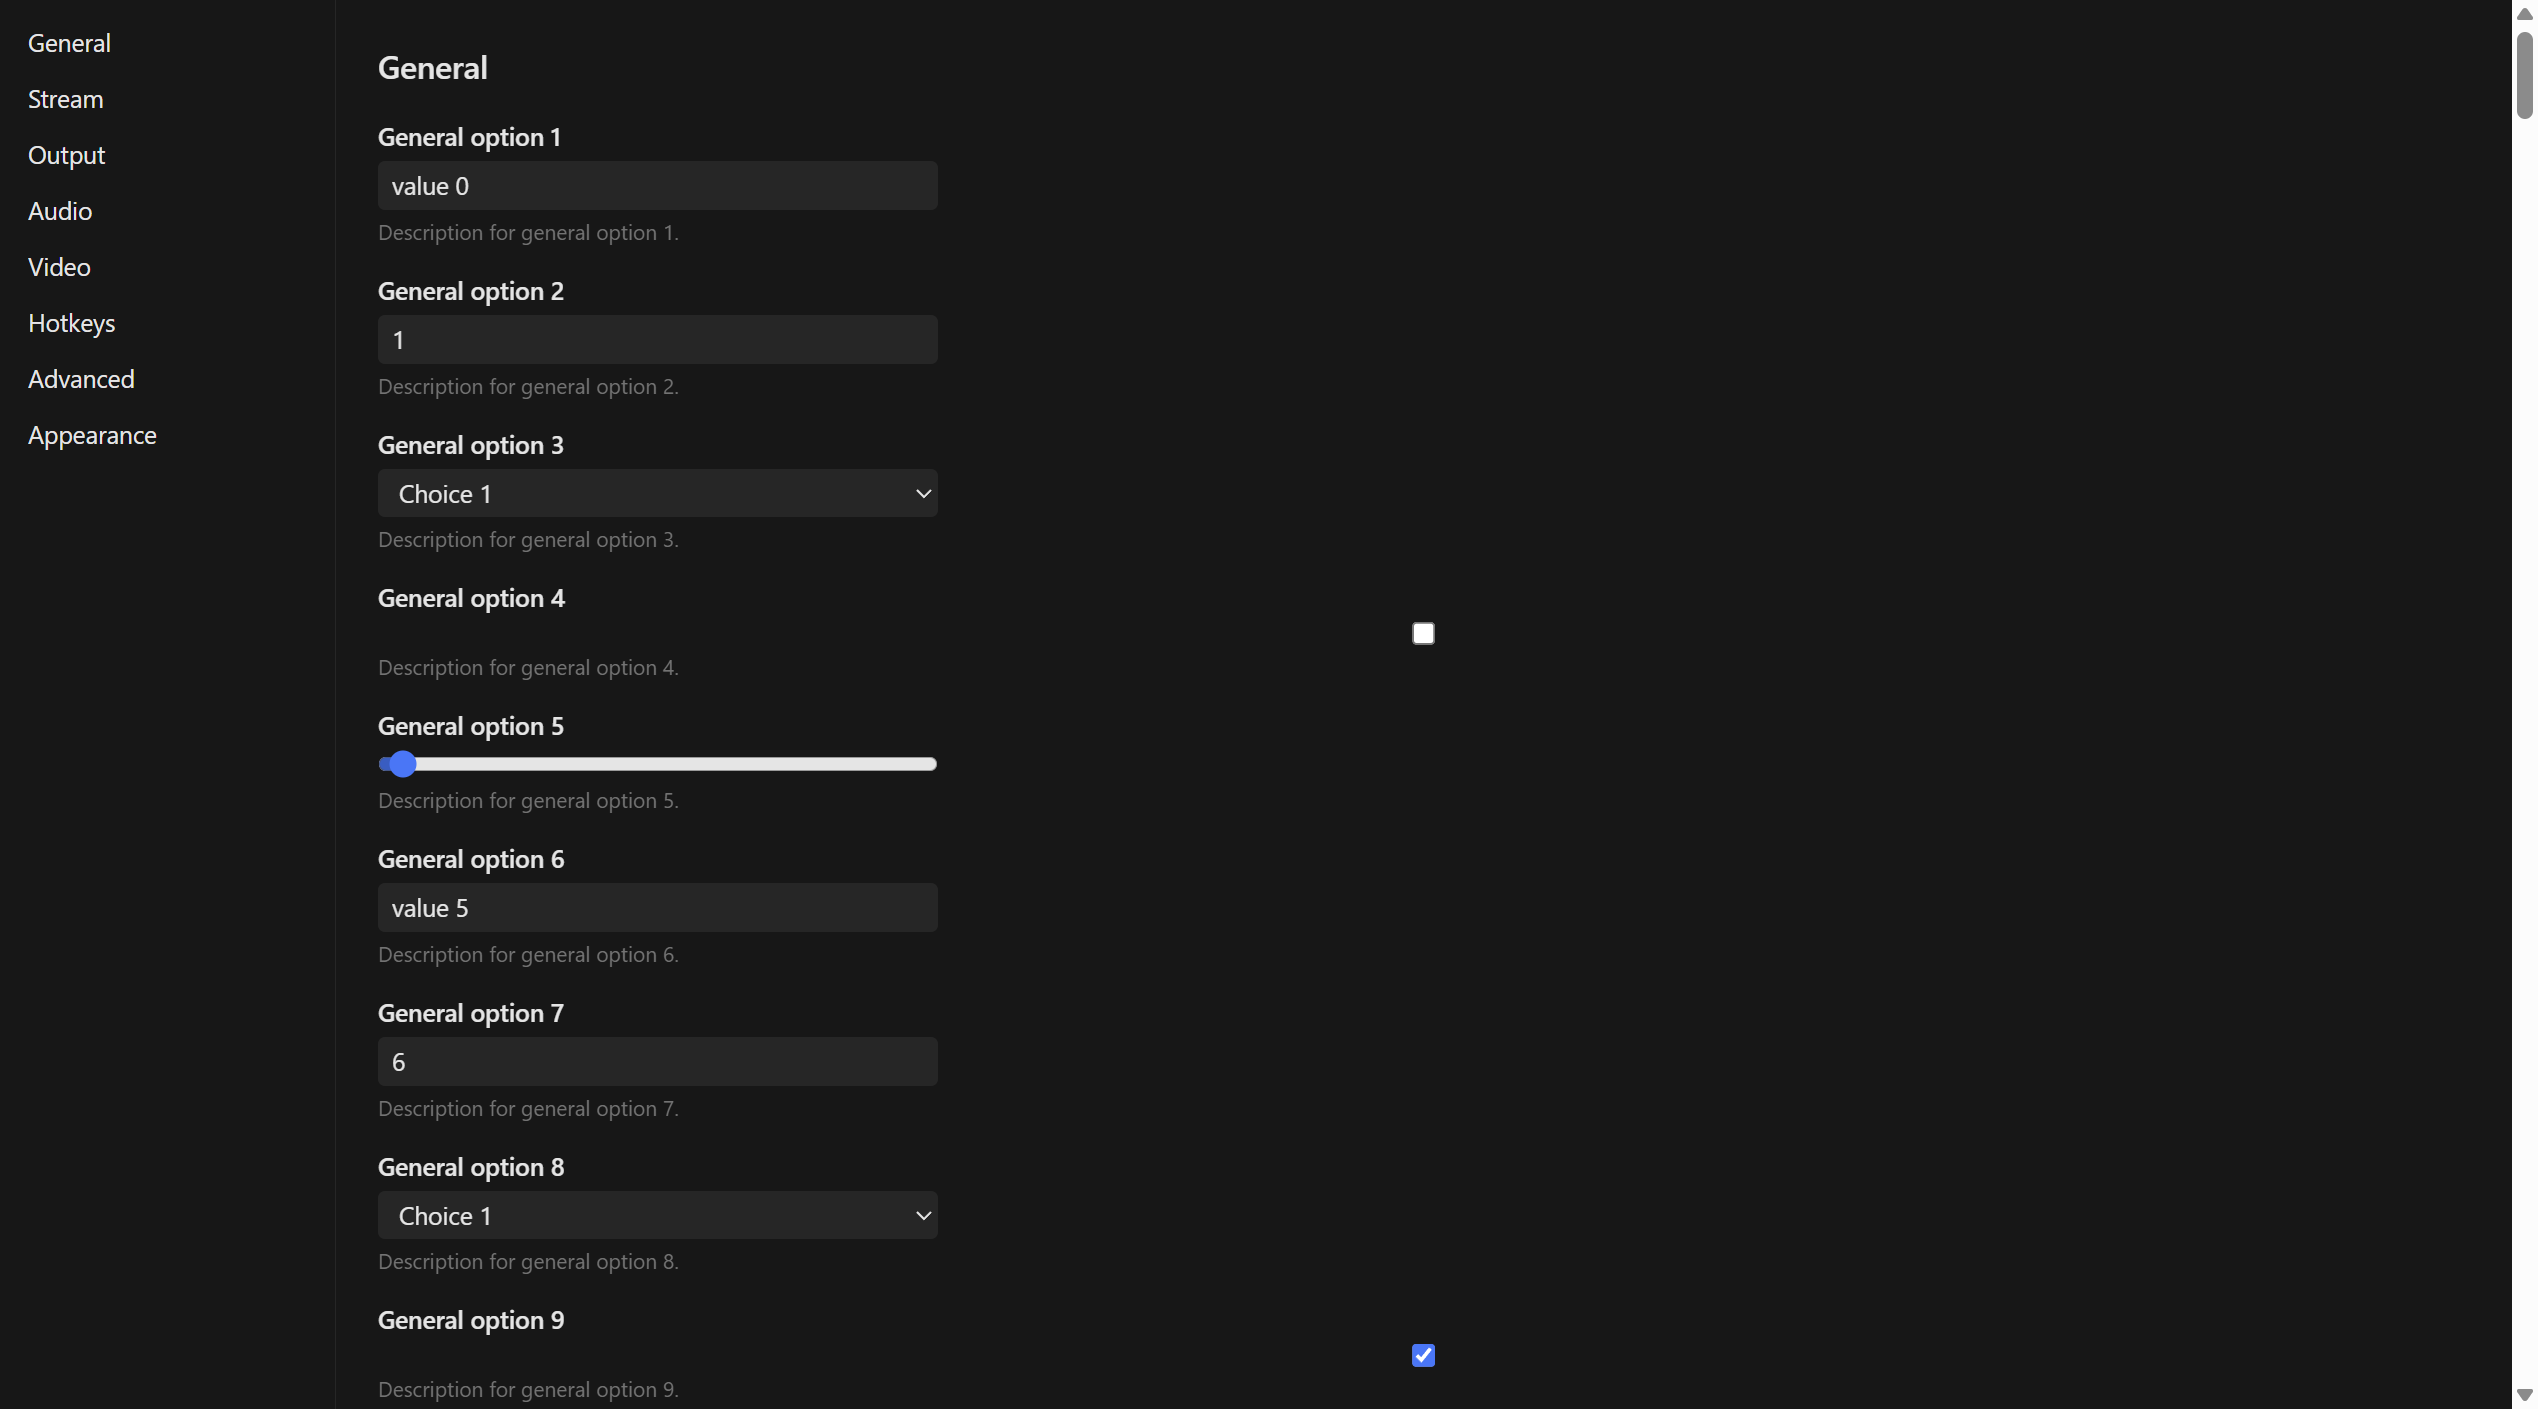 General
Stream
Output
Audio
Video
Hotkeys
Advanced
Appearance
General
General option 1
value 0
Description for general option 1.
General option 2
1
Description for general option 2.
General option 3
Choice 1
Description for general option 3.
General option 4
Description for general option 4.
General option 5
Description for general option 5.
General option 6
value 5
Description for general option 6.
General option 7
6
Description for general option 7.
General option 8
Choice 1
Description for general option 8.
General option 9
Description for general option 9.